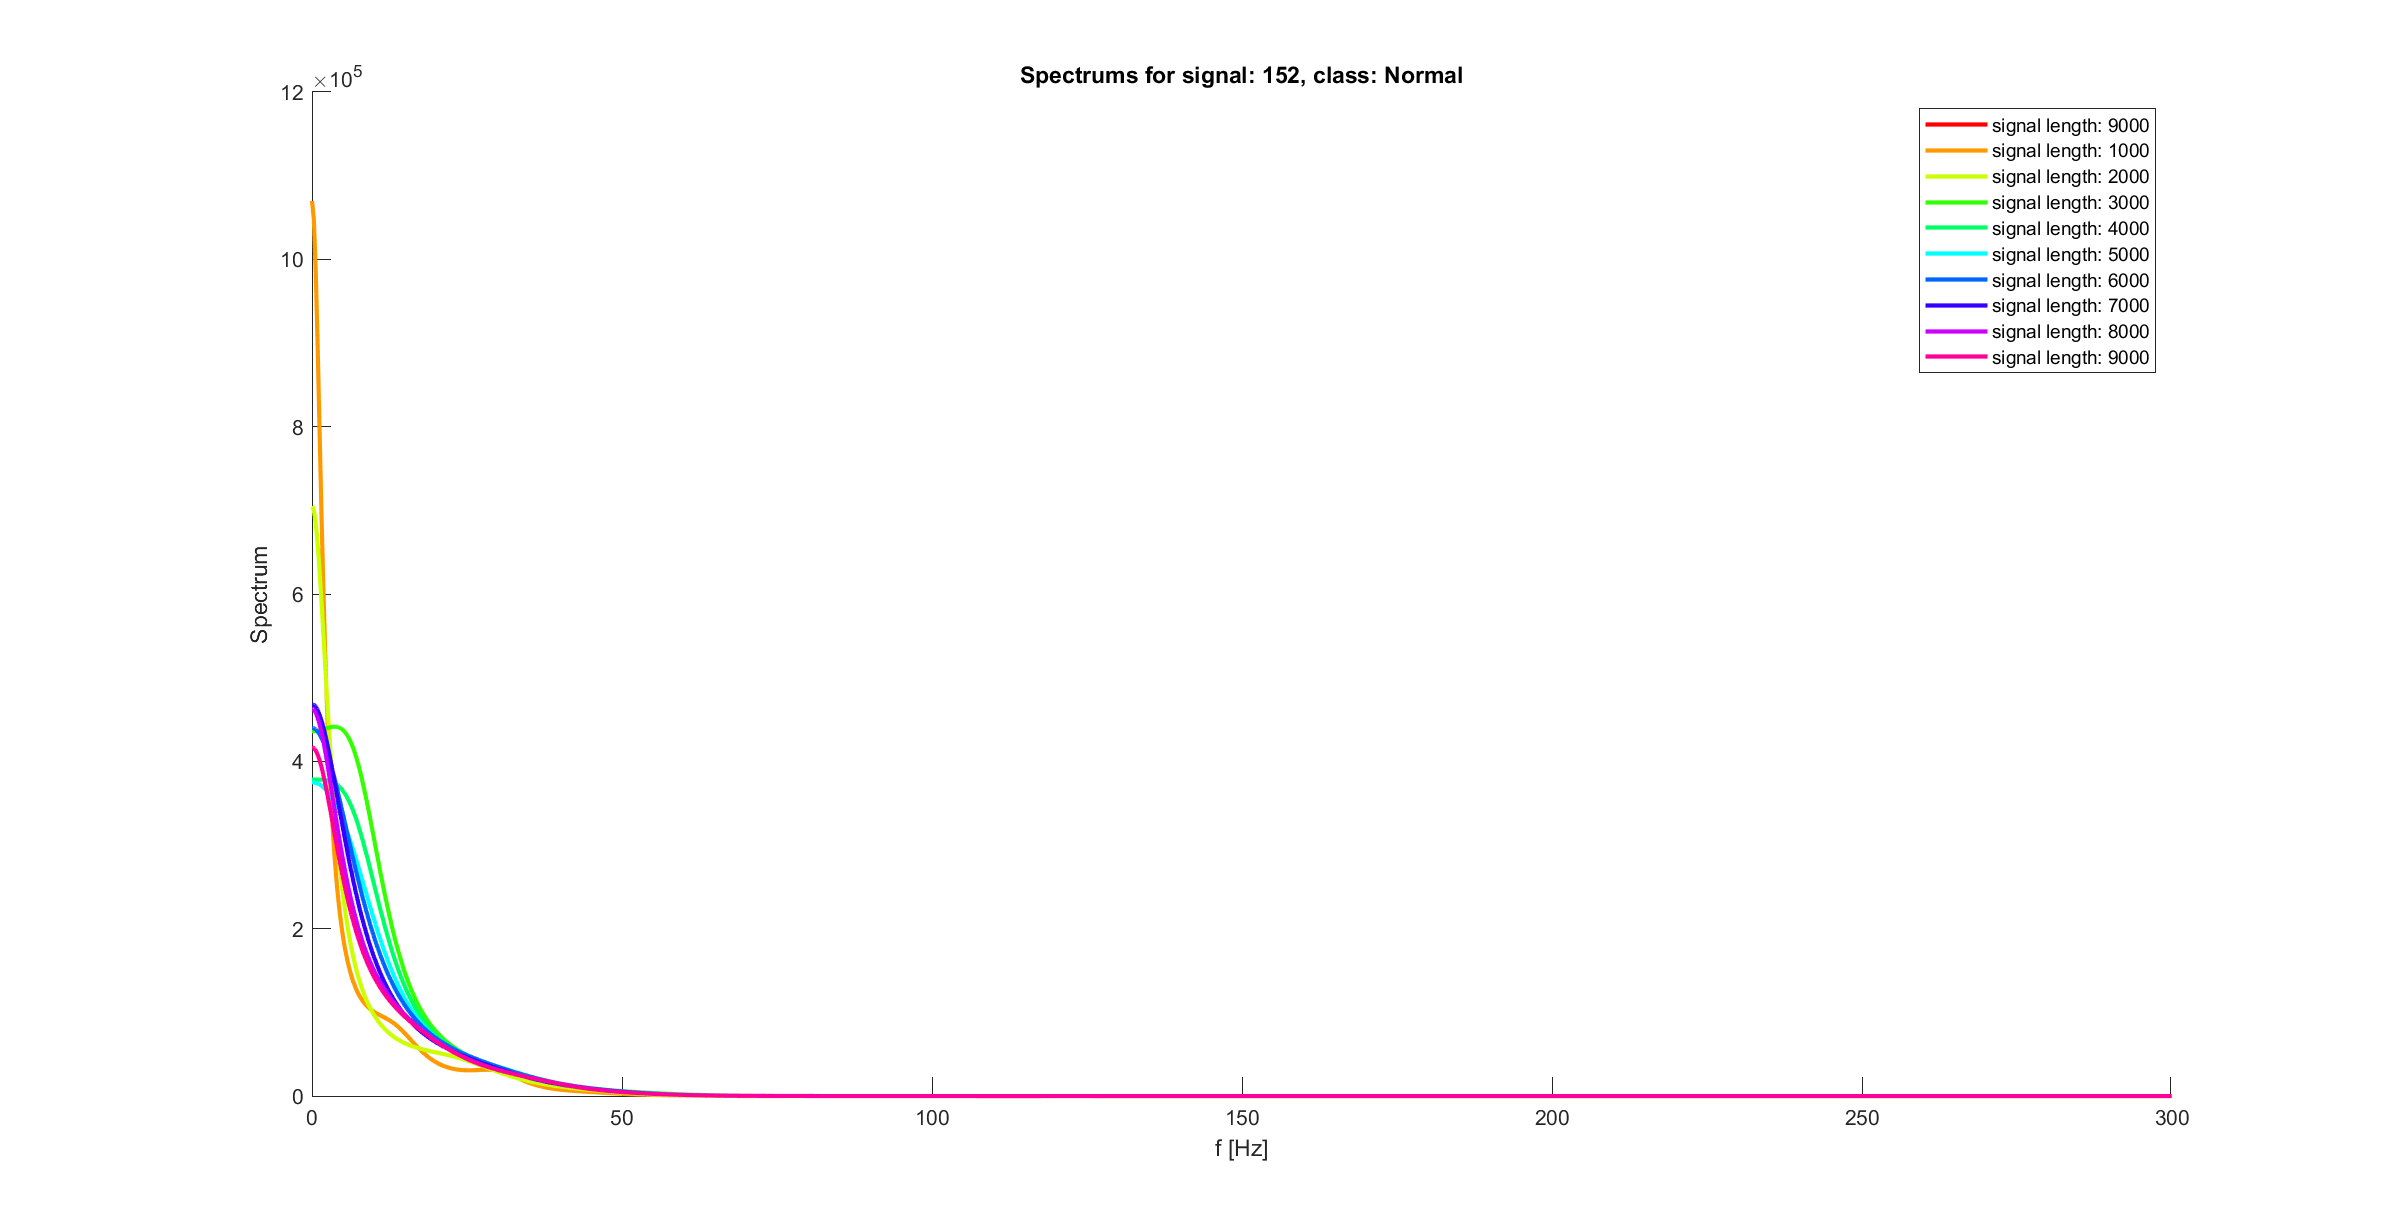 Spectrums for signal: 152, class: Normal
×10^5
12
10
8
6
4
2
0
Spectrum
0 50 100 150 200 250 300
f [Hz]
signal length: 9000
signal length: 1000
signal length: 2000
signal length: 3000
signal length: 4000
signal length: 5000
signal length: 6000
signal length: 7000
signal length: 8000
signal length: 9000